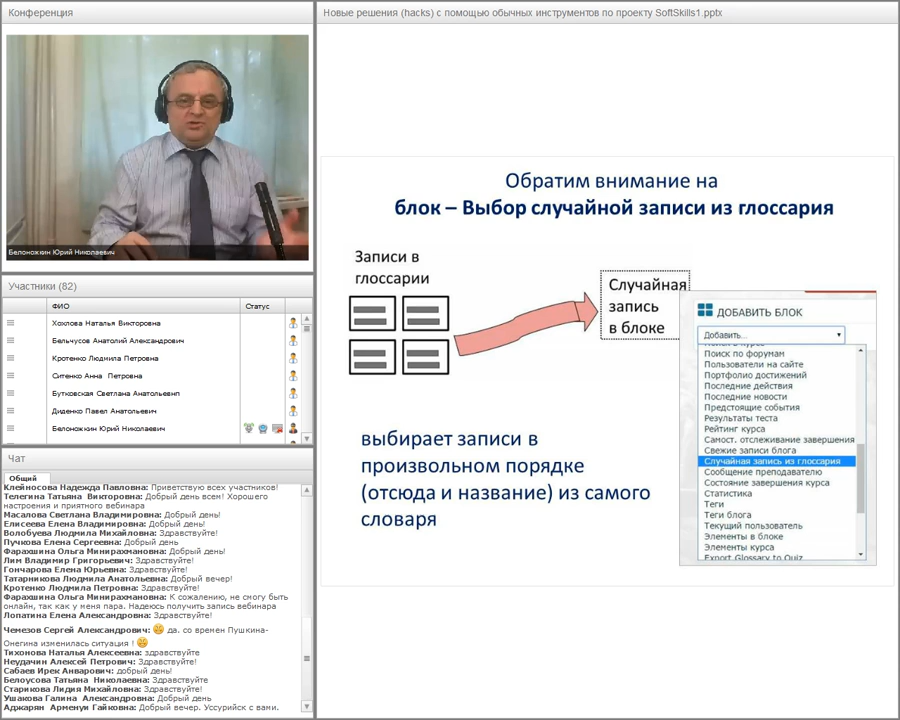 Конференция
Белоножкин Юрий Николаевич
Участники (82)
ФИО Статус
Хохлова Наталья Викторовна
Бельчусов Анатолий Александрович
Кротенко Людмила Петровна
Ситенко Анна Петровна
Бутковская Светлана Анатольевнп
Диденко Павел Анатольевич
Белоножкин Юрий Николаевич
Чат
Общий
Клейносова Надежда Павловна: Приветствую всех участников!
Телегина Татьяна Викторовна: Добрый день всем! Хорошего
настроения и приятного вебинара
Масалова Светлана Владимировна: Добрый день!
Елисеева Елена Владимировна: Добрый день!
Волобуева Людмила Михайловна: Здравствуйте!
Пучкова Елена Сергеевна: Добрый день
Фарахшина Ольга Минирахмановна: Добрый день!
Лим Владимир Григорьевич: Здравствуйте!
Гончарова Елена Юрьевна: Здравствуйте!
Татарникова Людмила Анатольевна: Добрый вечер!
Кротенко Людмила Петровна: Здравствуйте!
Фарахшина Ольга Минирахмановна: К сожалению, не смогу быть
онлайн, так как у меня пара. Надеюсь получить запись вебинара
Лопатина Елена Александровна: Здравствуйте!
Чемезов Сергей Александрович: да, со времен Пушкина-
Онегина изменилась ситуация !
Тихонова Наталья Алексеевна: здравствуйте
Неудачин Алексей Петрович: Здравствуйте!
Сабаев Ирек Анварович: добрый день!
Белоусова Татьяна Николаевна: Здравствуйте
Старикова Лидия Михайловна: Здравствуйте!
Ушакова Галина Александровна: Добрый день
Аджарян Арменун Гайковна: Добрый вечер. Уссурийск с вами.
Новые решения (hacks) с помощью обычных инструментов по проекту SoftSkills1.pptx
Обратим внимание на
блок – Выбор случайной записи из глоссария
Записи в
глоссарии
Случайная
запись
в блоке
выбирает записи в
произвольном порядке
(отсюда и название) из самого
словаря
ДОБАВИТЬ БЛОК
Добавить...
Поиск по форумам
Пользователи на сайте
Портфолио достижений
Последние действия
Последние новости
Предстоящие события
Результаты теста
Рейтинг курса
Самост. отслеживание завершения
Свежие записи блога
Случайная запись из глоссария
Сообщение преподавателю
Состояние завершения курса
Статистика
Теги
Теги блога
Текущий пользователь
Элементы в блоке
Элементы курса
Export Glossary to Quiz